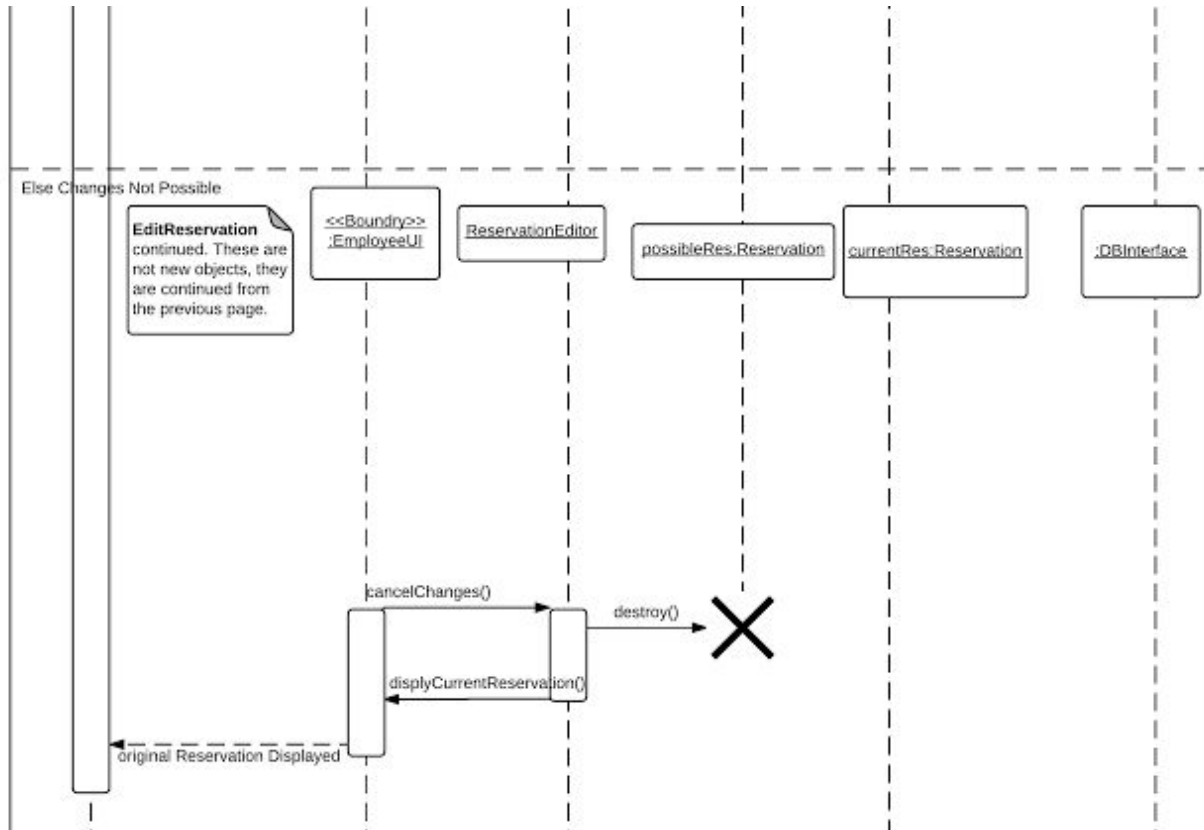 Else Changes Not Possible
EditReservation
continued. These are
not new objects, they
are continued from
the previous page.
<<Boundry>>
:EmployeeUI
ReservationEditor
possibleRes:Reservation
currentRes:Reservation
:DBInterface
cancelChanges()
destroy()
displyCurrentReservation()
original Reservation Displayed